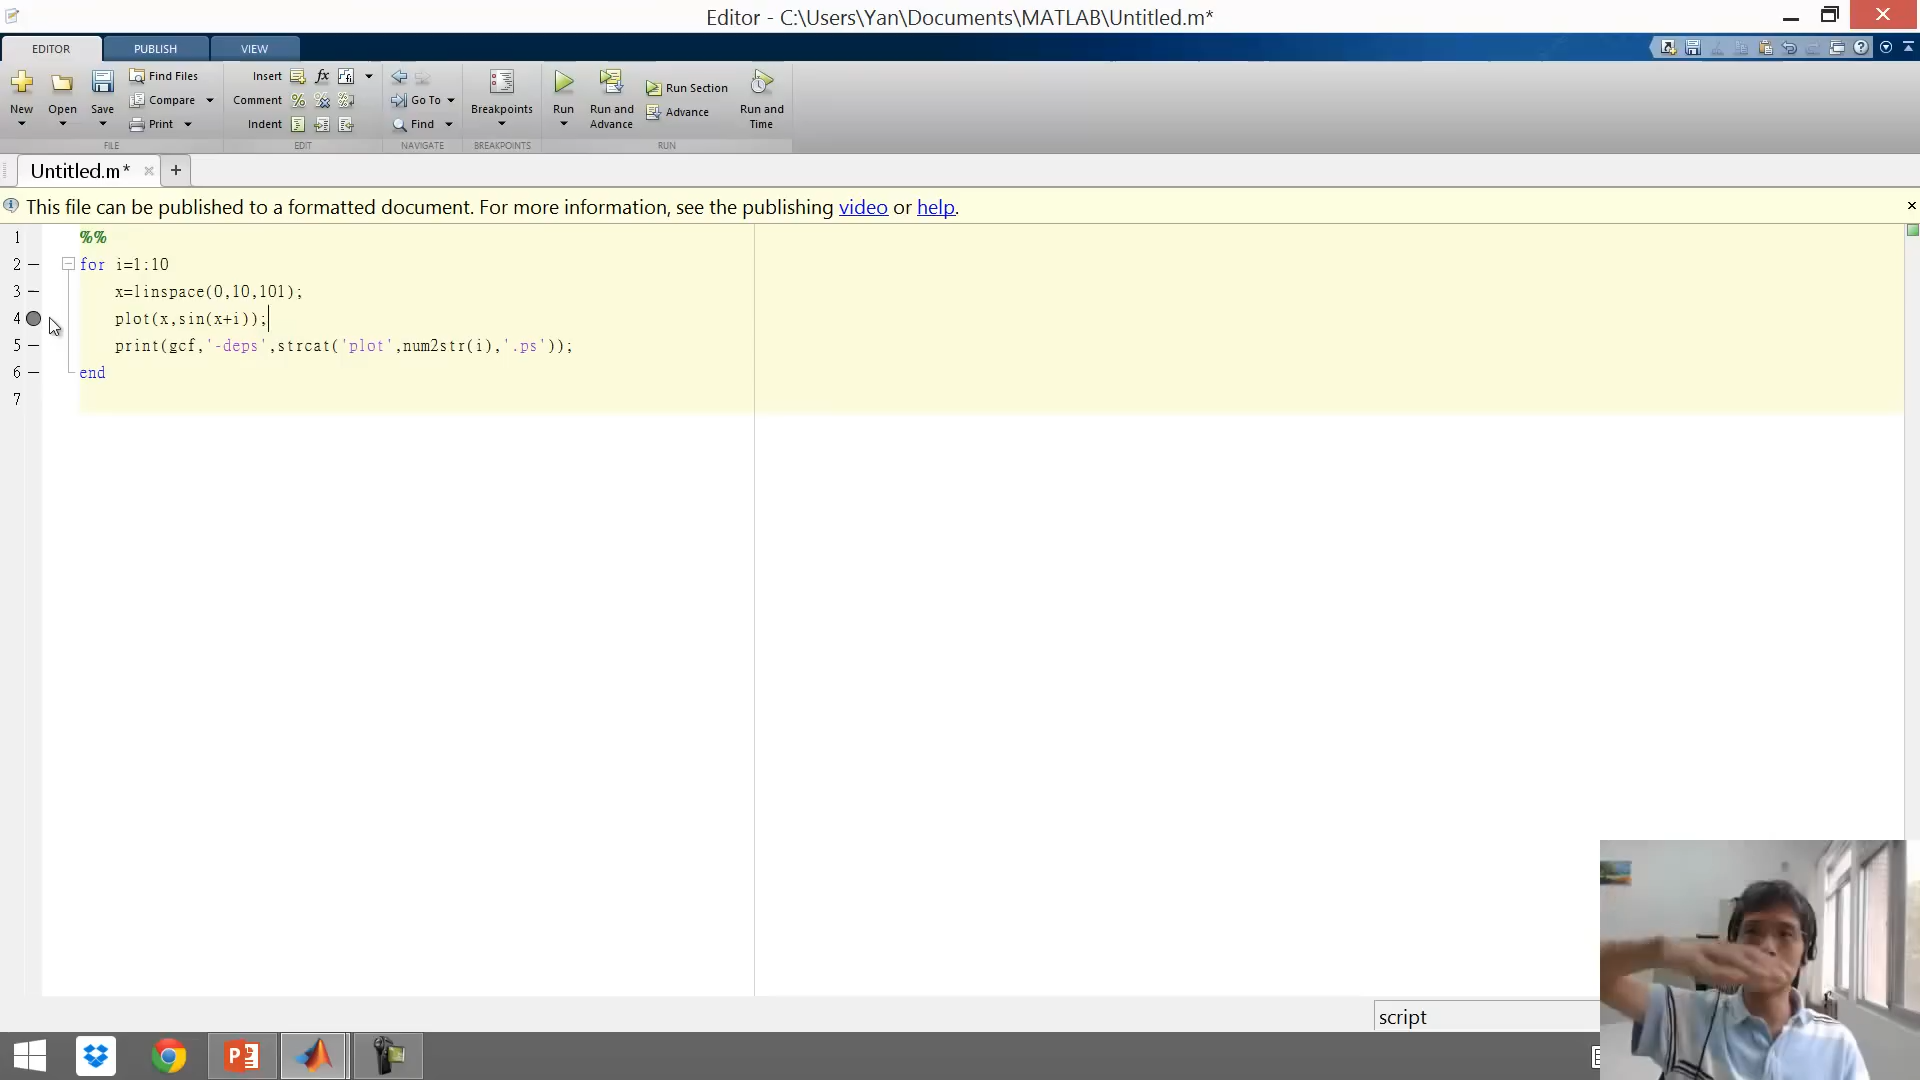 Editor - C:\Users\Yan\Documents\MATLAB\Untitled.m*
EDITOR PUBLISH VIEW
New
Open
Save
Find Files
Compare
Print
FILE
Insert
Comment
Indent
EDIT
Go To
Find
NAVIGATE
Breakpoints
BREAKPOINTS
Run
Run and Advance
Run Section
Advance
Run and Time
RUN
Untitled.m* × +
This file can be published to a formatted document. For more information, see the publishing video or help.
1 %%
2 for i=1:10
3 x=linspace(0,10,101);
4 plot(x,sin(x+i));
5 print(gcf,'-deps',strcat('plot',num2str(i),'.ps'));
6 end
7
script